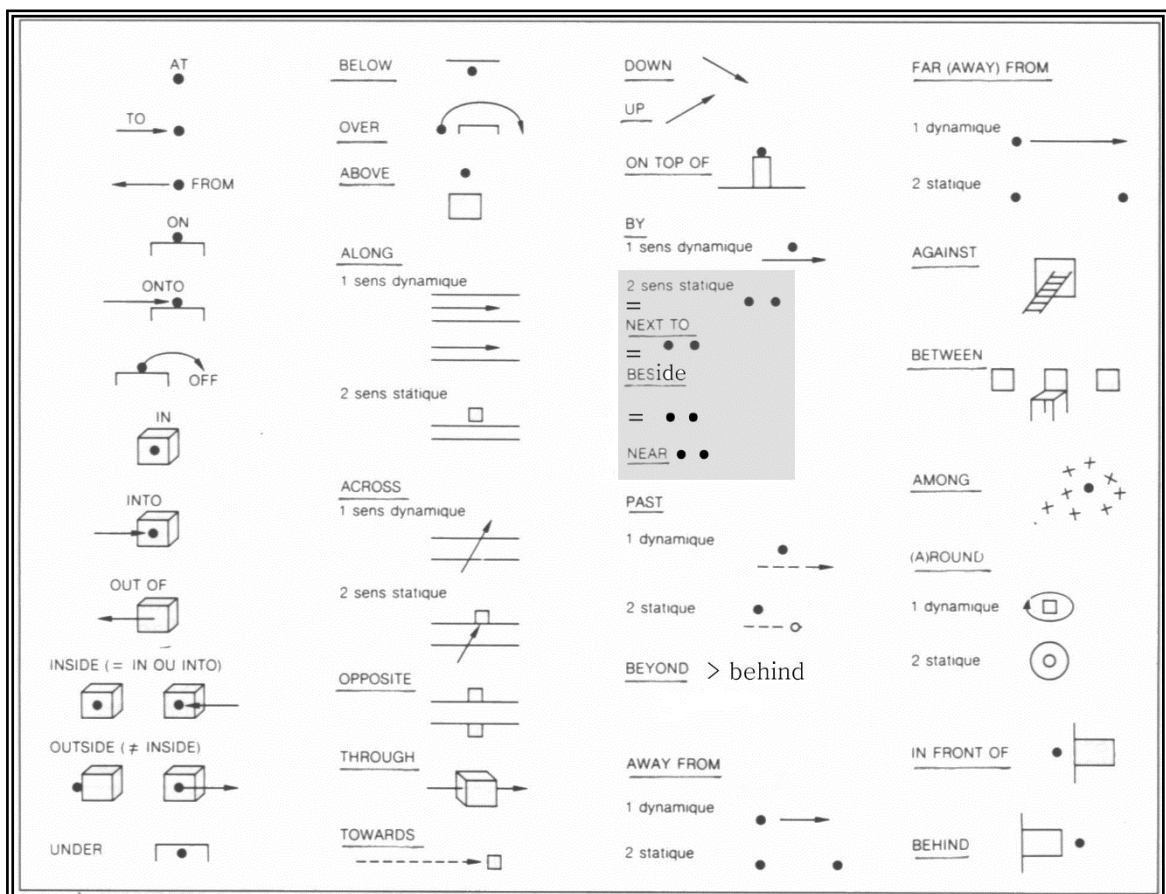 AT
TO
FROM
ON
ONTO
OFF
IN
INTO
OUT OF
INSIDE (= IN OU INTO)
OUTSIDE (≠ INSIDE)
UNDER
BELOW
OVER
ABOVE
ALONG
1 sens dynamique
2 sens statique
ACROSS
1 sens dynamique
2 sens statique
OPPOSITE
THROUGH
TOWARDS
DOWN
UP
ON TOP OF
BY
1 sens dynamique
2 sens statique
=
NEXT TO
=
BESide
=
NEAR
PAST
1 dynamique
2 statique
BEYOND > behind
AWAY FROM
1 dynamique
2 statique
FAR (AWAY) FROM
1 dynamique
2 statique
AGAINST
BETWEEN
AMONG
(A)ROUND
1 dynamique
2 statique
IN FRONT OF
BEHIND